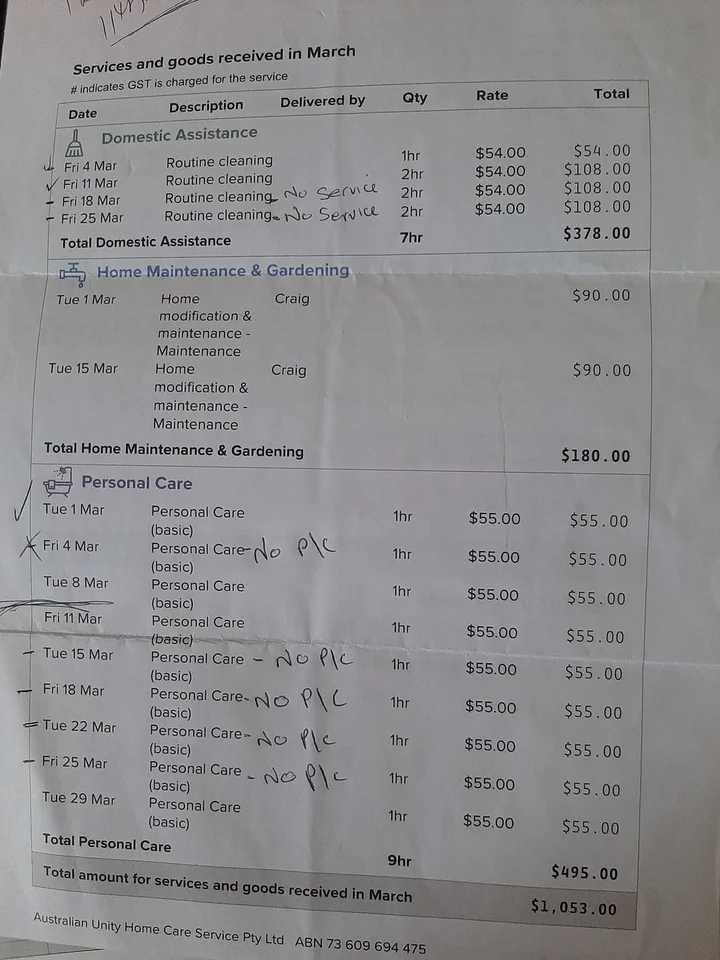 Services and goods received in March
# indicates GST is charged for the service
Date Description Delivered by Qty Rate Total
Domestic Assistance
Fri 4 Mar Routine cleaning 1hr $54.00 $54.00
Fri 11 Mar Routine cleaning 2hr $54.00 $108.00
Fri 18 Mar Routine cleaning No Service 2hr $54.00 $108.00
Fri 25 Mar Routine cleaning No Service 2hr $54.00 $108.00
Total Domestic Assistance 7hr $378.00
Home Maintenance & Gardening
Tue 1 Mar Home Craig $90.00
modification &
maintenance -
Maintenance
Tue 15 Mar Home Craig $90.00
modification &
maintenance -
Maintenance
Total Home Maintenance & Gardening $180.00
Personal Care
Tue 1 Mar Personal Care 1hr $55.00 $55.00
(basic)
Fri 4 Mar Personal Care - No P/C 1hr $55.00 $55.00
(basic)
Tue 8 Mar Personal Care 1hr $55.00 $55.00
(basic)
Fri 11 Mar Personal Care 1hr $55.00 $55.00
(basic)
Tue 15 Mar Personal Care - No P/C 1hr $55.00 $55.00
(basic)
Fri 18 Mar Personal Care - No P/C 1hr $55.00 $55.00
(basic)
Tue 22 Mar Personal Care - No P/C 1hr $55.00 $55.00
(basic)
Fri 25 Mar Personal Care - No P/C 1hr $55.00 $55.00
(basic)
Tue 29 Mar Personal Care 1hr $55.00 $55.00
(basic)
Total Personal Care 9hr $495.00
Total amount for services and goods received in March $1,053.00
Australian Unity Home Care Service Pty Ltd ABN 73 609 694 475